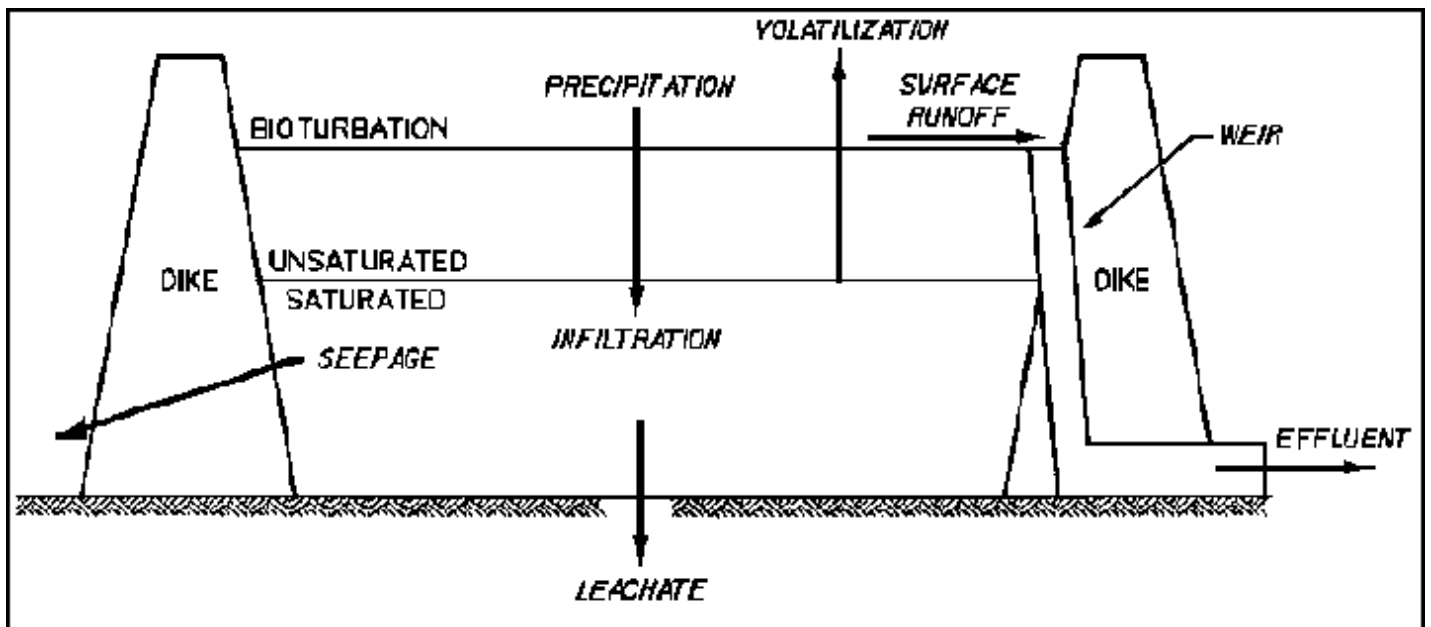 VOLATILIZATION
PRECIPITATION
SURFACE
RUNOFF
BIOTURBATION
WEIR
UNSATURATED
DIKE
DIKE
SATURATED
INFILTRATION
SEEPAGE
EFFLUENT
LEACHATE